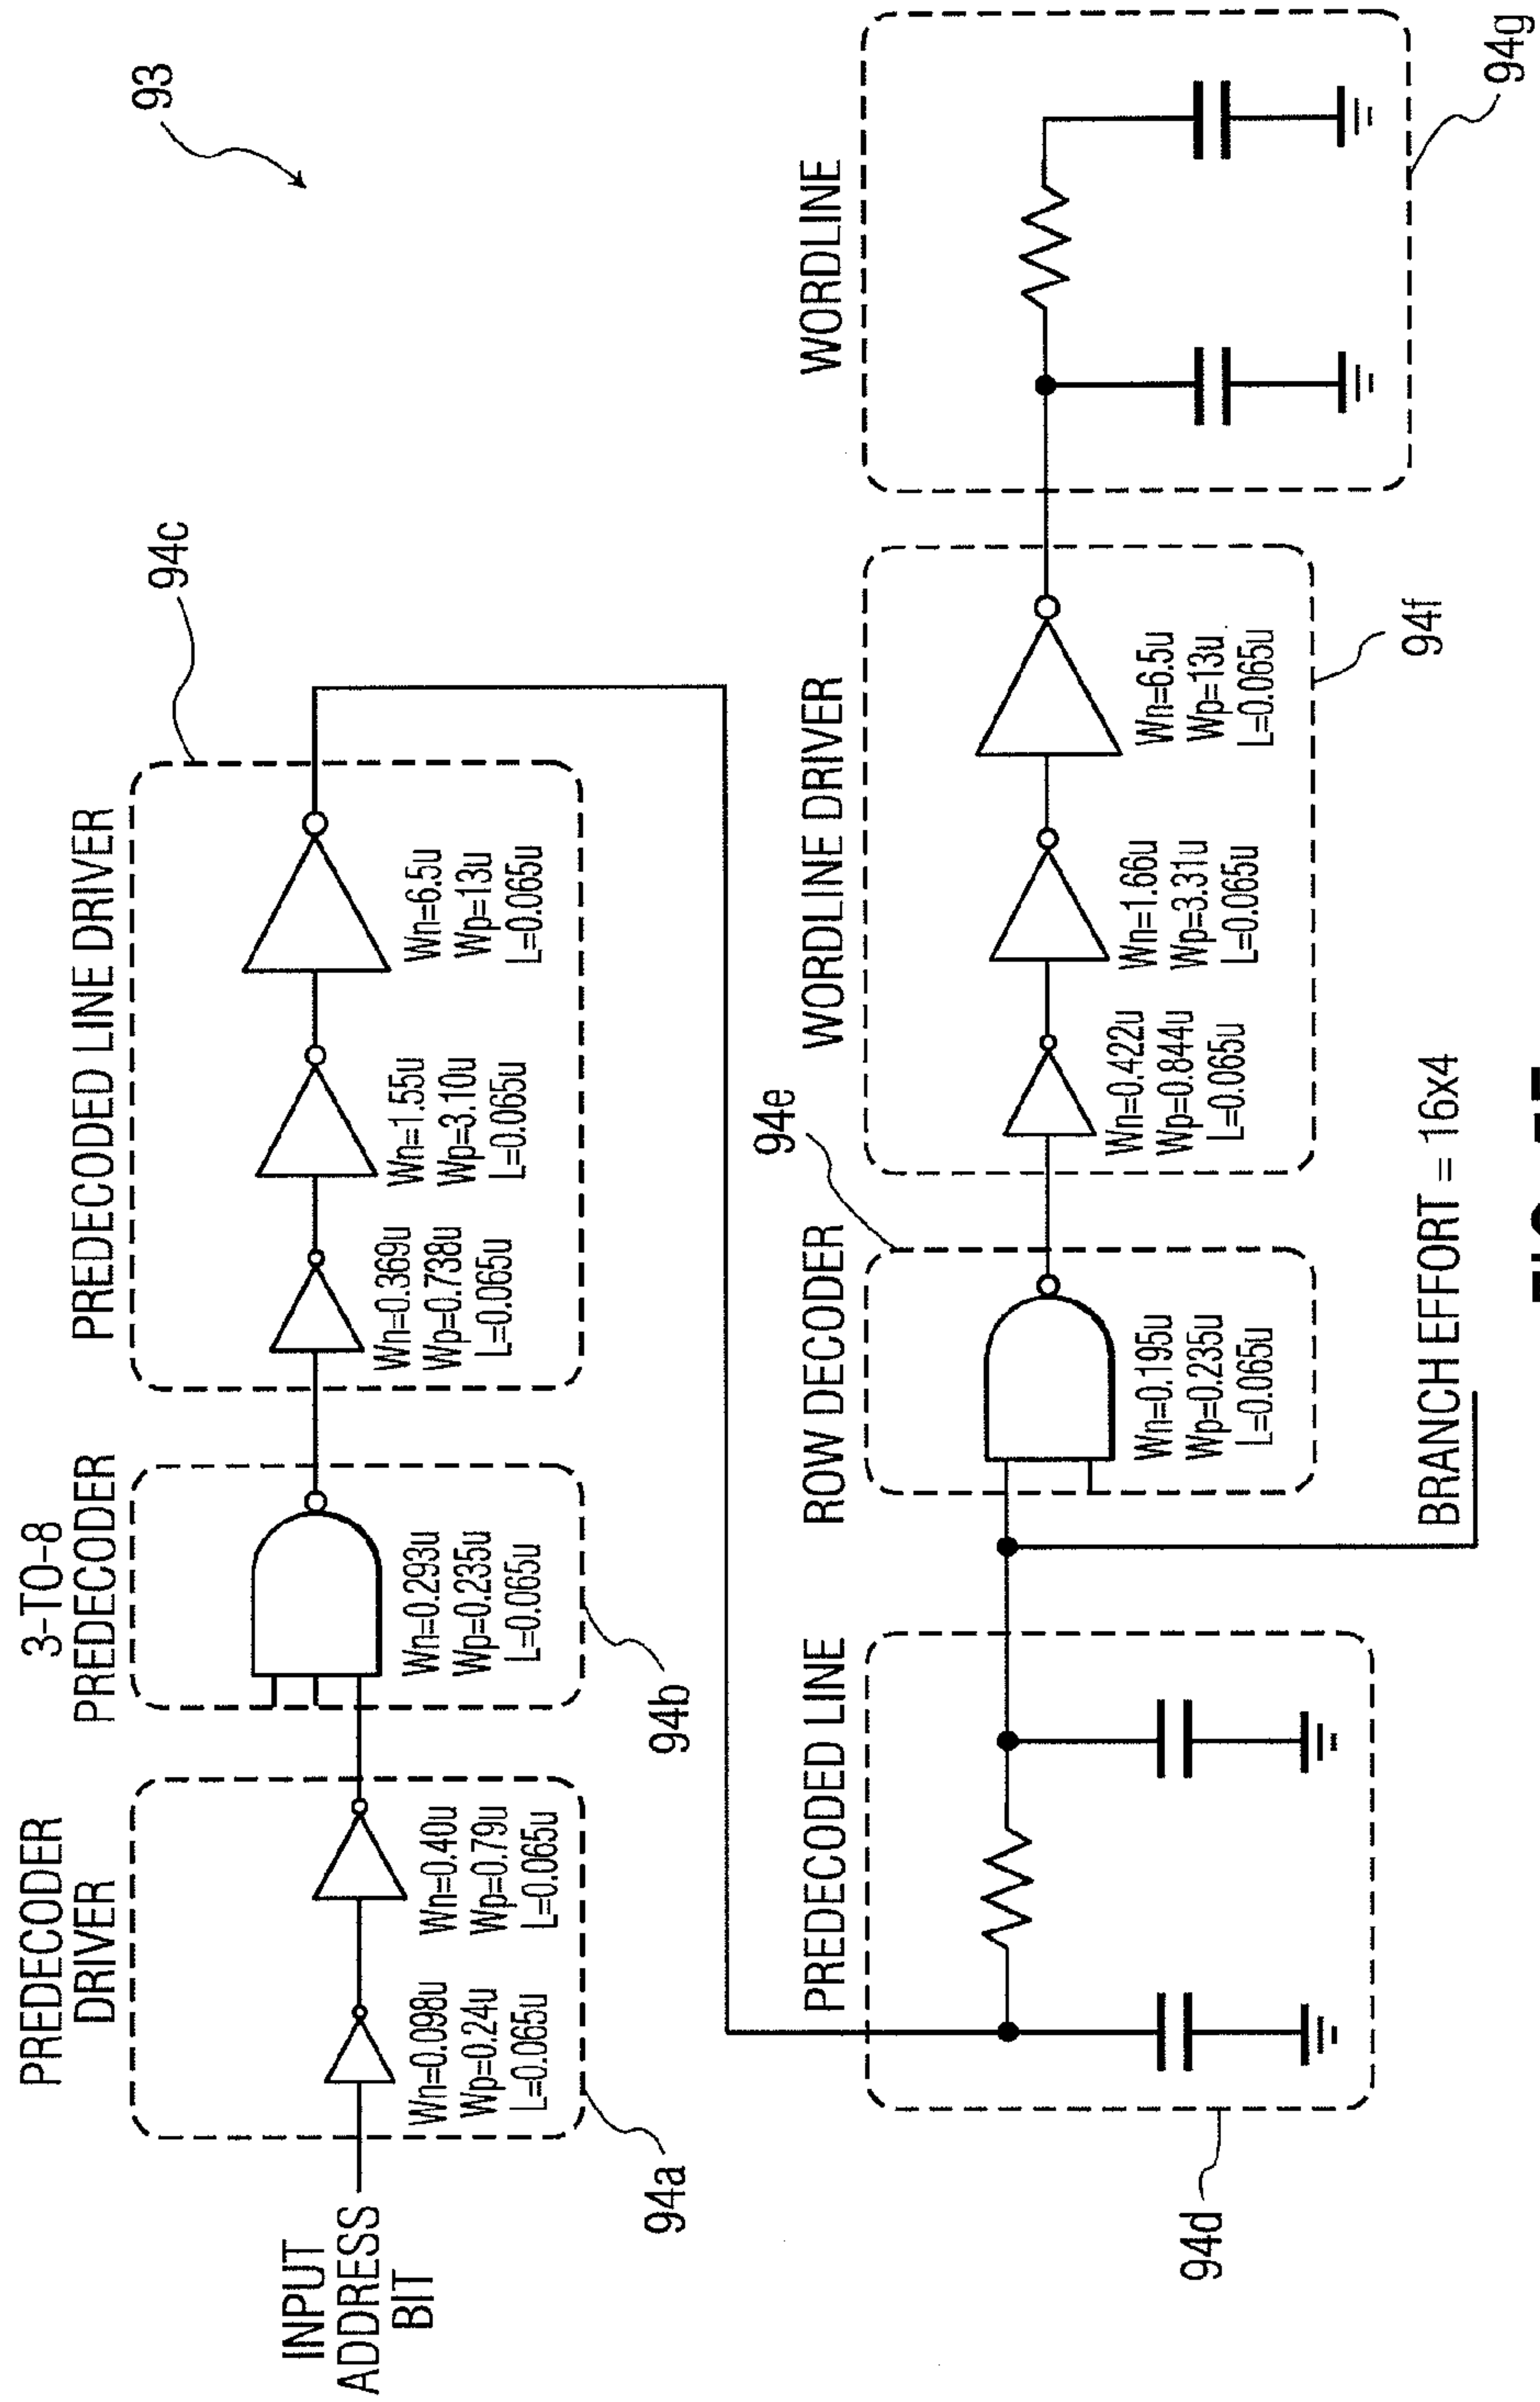 93
PREDECODER
DRIVER
INPUT
ADDRESS
BIT
Wn=0.098u
Wp=0.24u
L=0.065u
Wn=0.40u
Wp=0.79u
L=0.065u
94a
3-TO-8
PREDECODER
Wn=0.293u
Wp=0.235u
L=0.065u
94b
PREDECODED LINE DRIVER
Wn=0.369u
Wp=0.738u
L=0.065u
Wn=1.55u
Wp=3.10u
L=0.065u
Wn=6.5u
Wp=13u
L=0.065u
94c
PREDECODED LINE
94d
ROW DECODER
Wn=0.195u
Wp=0.235u
L=0.065u
94e
BRANCH EFFORT = 16x4
WORDLINE DRIVER
Wn=0.422u
Wp=0.844u
L=0.065u
Wn=1.66u
Wp=3.31u
L=0.065u
Wn=6.5u
Wp=13u
L=0.065u
94f
WORDLINE
94g